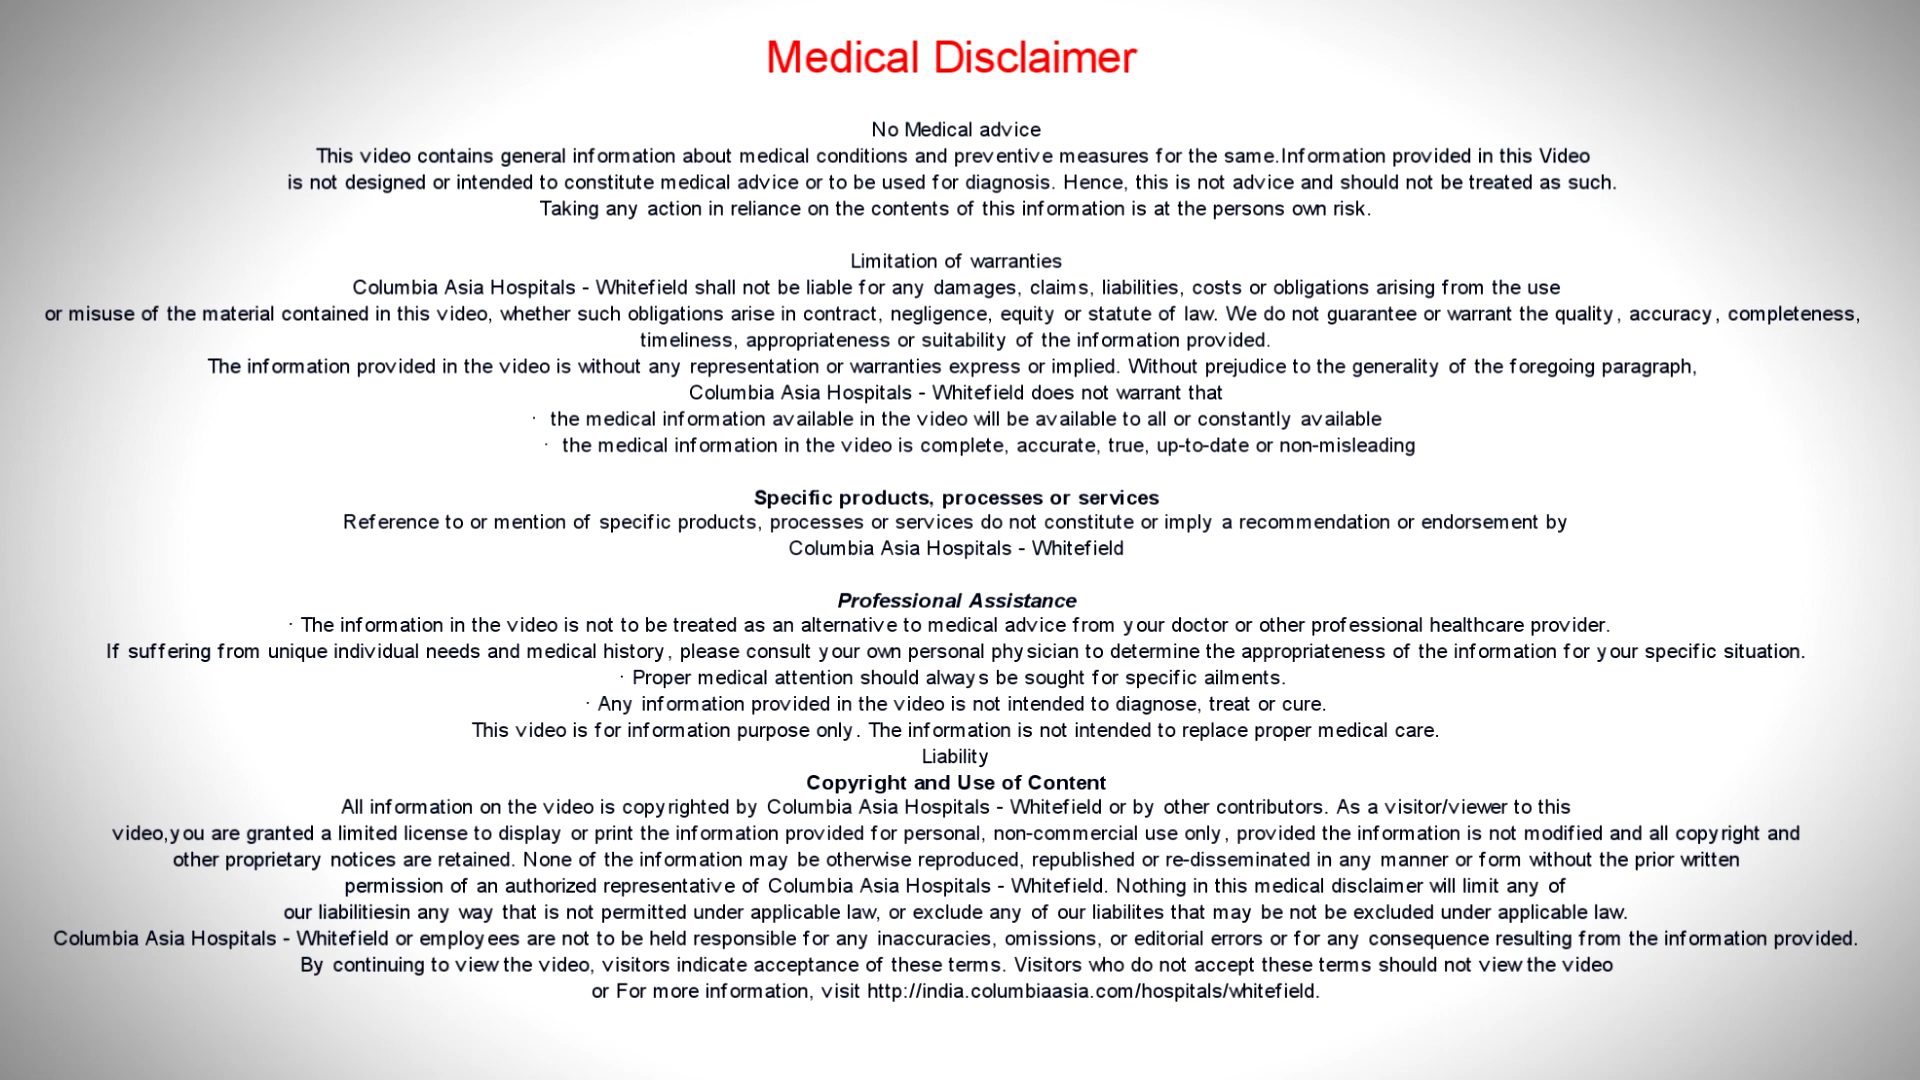 Medical Disclaimer
No Medical advice
This video contains general information about medical conditions and preventive measures for the same.Information provided in this Video
is not designed or intended to constitute medical advice or to be used for diagnosis. Hence, this is not advice and should not be treated as such.
Taking any action in reliance on the contents of this information is at the persons own risk.
Limitation of warranties
Columbia Asia Hospitals - Whitefield shall not be liable for any damages, claims, liabilities, costs or obligations arising from the use
or misuse of the material contained in this video, whether such obligations arise in contract, negligence, equity or statute of law. We do not guarantee or warrant the quality, accuracy, completeness,
timeliness, appropriateness or suitability of the information provided.
The information provided in the video is without any representation or warranties express or implied. Without prejudice to the generality of the foregoing paragraph,
Columbia Asia Hospitals - Whitefield does not warrant that
· the medical information available in the video will be available to all or constantly available
· the medical information in the video is complete, accurate, true, up-to-date or non-misleading
Specific products, processes or services
Reference to or mention of specific products, processes or services do not constitute or imply a recommendation or endorsement by
Columbia Asia Hospitals - Whitefield
Professional Assistance
· The information in the video is not to be treated as an alternative to medical advice from your doctor or other professional healthcare provider.
If suffering from unique individual needs and medical history, please consult your own personal physician to determine the appropriateness of the information for your specific situation.
· Proper medical attention should always be sought for specific ailments.
· Any information provided in the video is not intended to diagnose, treat or cure.
This video is for information purpose only. The information is not intended to replace proper medical care.
Liability
Copyright and Use of Content
All information on the video is copyrighted by Columbia Asia Hospitals - Whitefield or by other contributors. As a visitor/viewer to this
video,you are granted a limited license to display or print the information provided for personal, non-commercial use only, provided the information is not modified and all copyright and
other proprietary notices are retained. None of the information may be otherwise reproduced, republished or re-disseminated in any manner or form without the prior written
permission of an authorized representative of Columbia Asia Hospitals - Whitefield. Nothing in this medical disclaimer will limit any of
our liabilitiesin any way that is not permitted under applicable law, or exclude any of our liabilites that may be not be excluded under applicable law.
Columbia Asia Hospitals - Whitefield or employees are not to be held responsible for any inaccuracies, omissions, or editorial errors or for any consequence resulting from the information provided.
By continuing to view the video, visitors indicate acceptance of these terms. Visitors who do not accept these terms should not view the video
or For more information, visit http://india.columbiaasia.com/hospitals/whitefield.